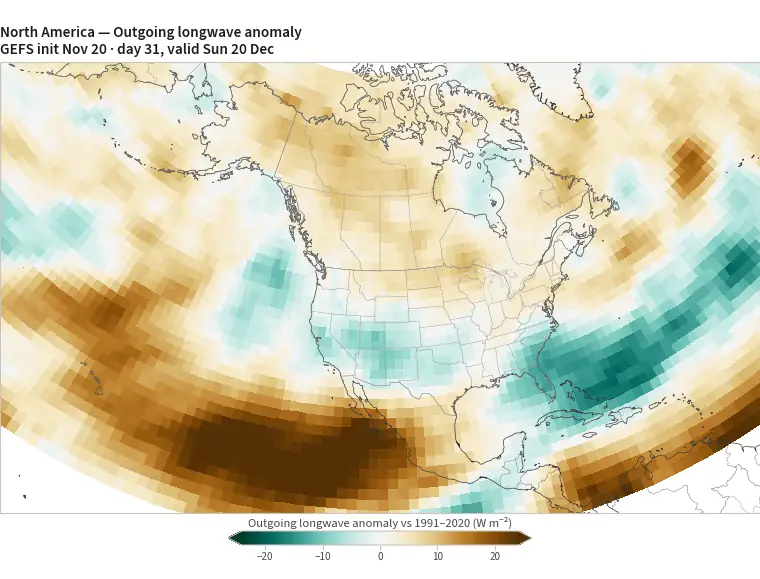 North America — Outgoing longwave anomaly
GEFS init Nov 20 · day 31, valid Sun 20 Dec
Outgoing longwave anomaly vs 1991–2020 (W m⁻²)
−20 −10 0 10 20